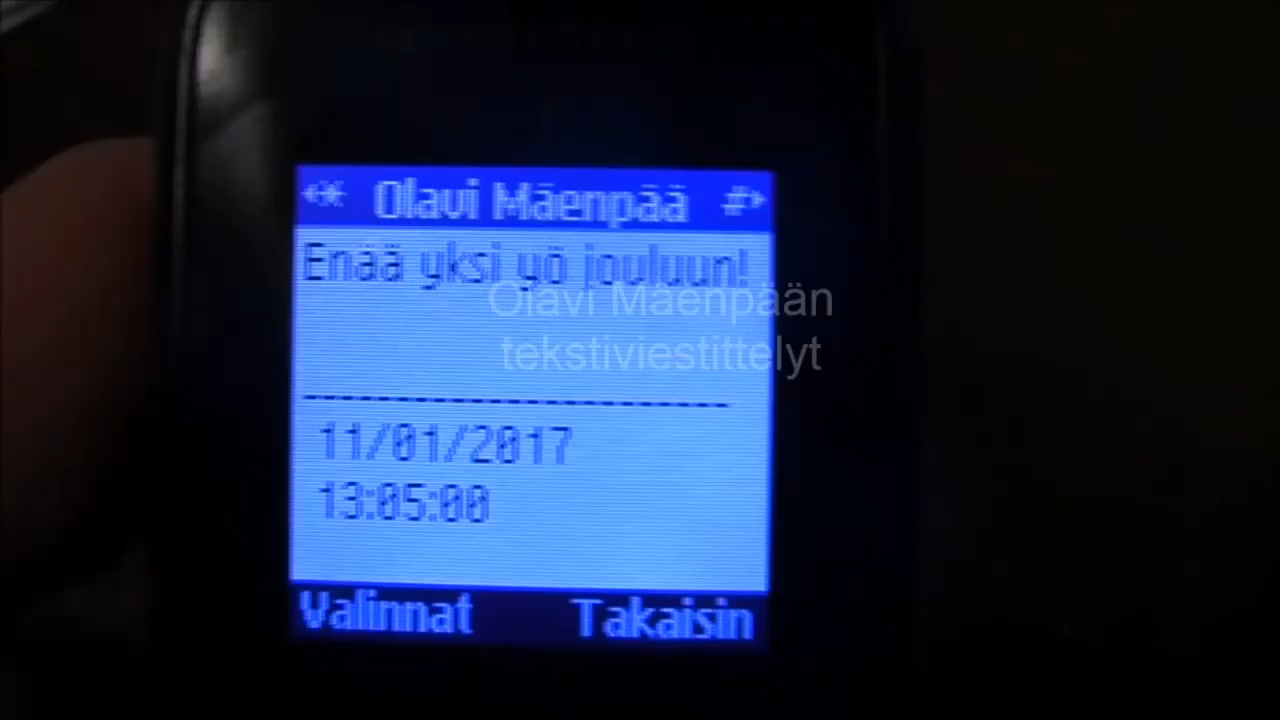 Olavi Mäenpää
Enää yksi yö jouluun!
Olavi Mäenpään
tekstiviestittelyt
--------------------------------
11/01/2017
13:05:00
Valinnat Takaisin